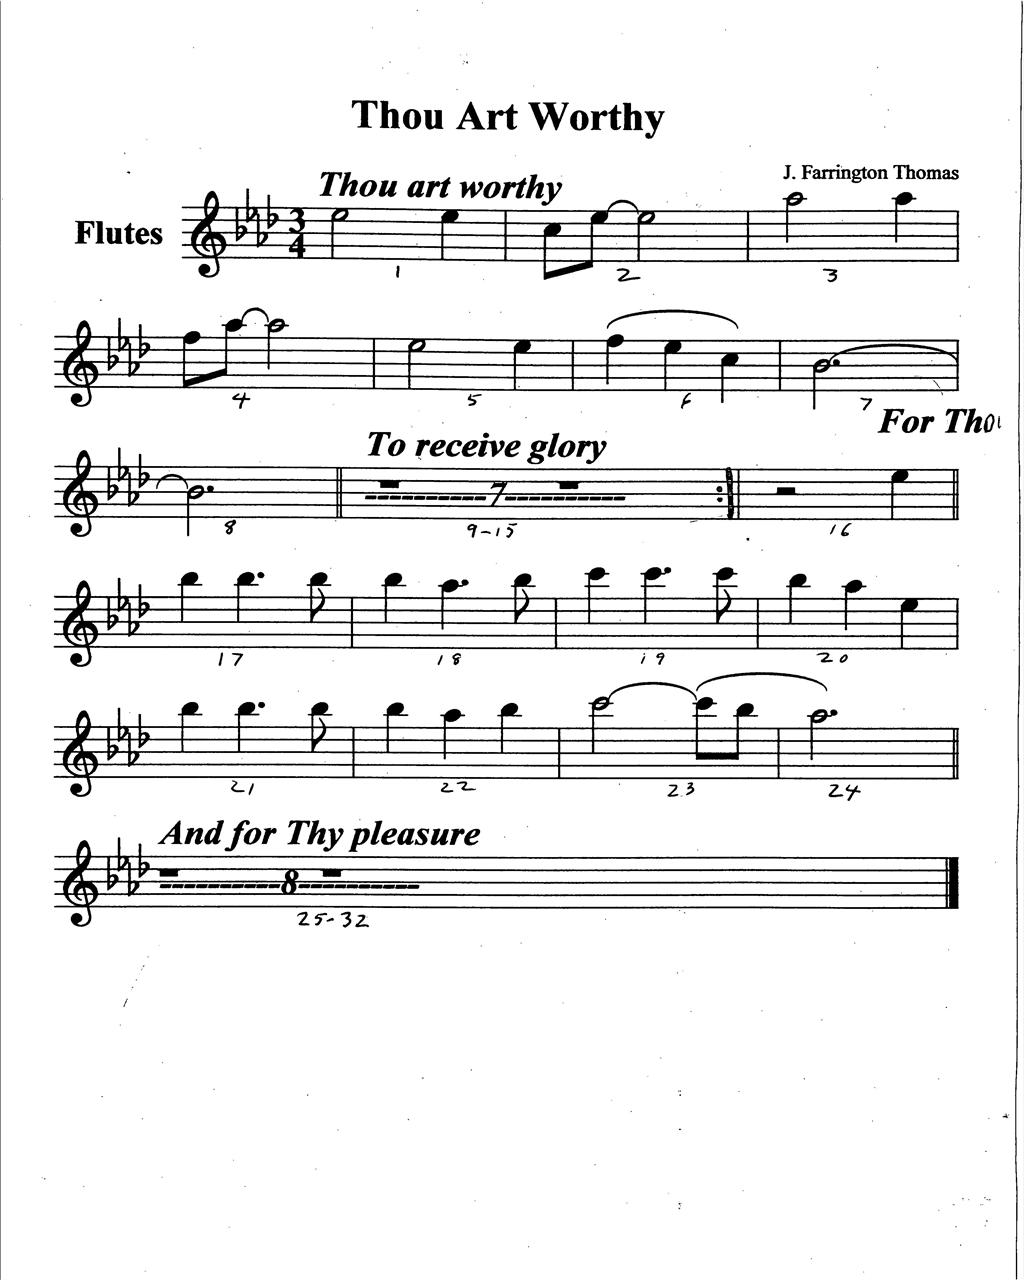 Thou Art Worthy
J. Farrington Thomas
Thou art worthy
Flutes
3
4
1 2 3
4 5 6 7
For Thou
To receive glory
7
8 9-15 16
17 18 19 20
21 22 23 24
And for Thy pleasure
8
25-32